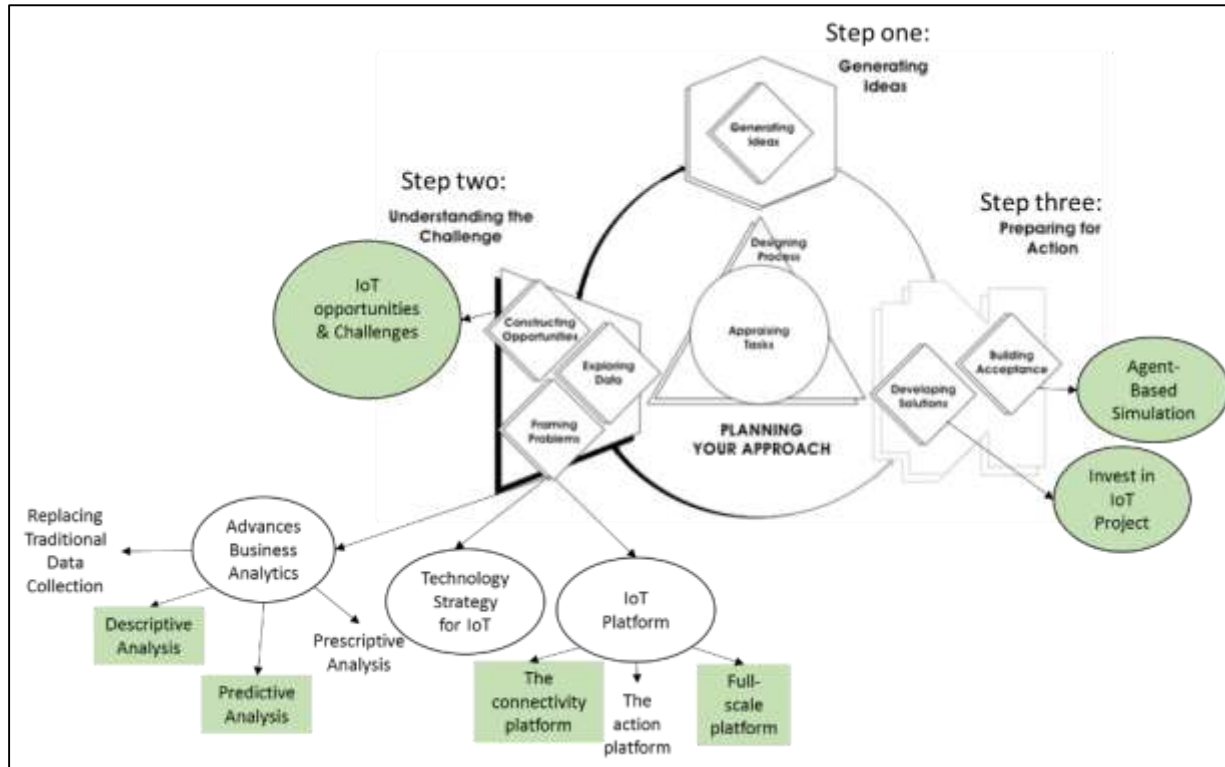 Step one:
Generating
Ideas
Generating
Ideas
Step two:
Understanding the
Challenge
Step three:
Preparing for
Action
Designing
Process
IoT
opportunities
& Challenges
Constructing
Opportunities
Appraising
Tasks
Exploring
Data
Building
Acceptance
Agent-
Based
Simulation
Developing
Solutions
Framing
Problems
PLANNING
YOUR APPROACH
Invest in
IoT
Project
Replacing
Traditional
Data
Collection
Advances
Business
Analytics
Technology
Strategy
for IoT
IoT
Platform
Descriptive
Analysis
Prescriptive
Analysis
Predictive
Analysis
The
connectivity
platform
The
action
platform
Full-
scale
platform